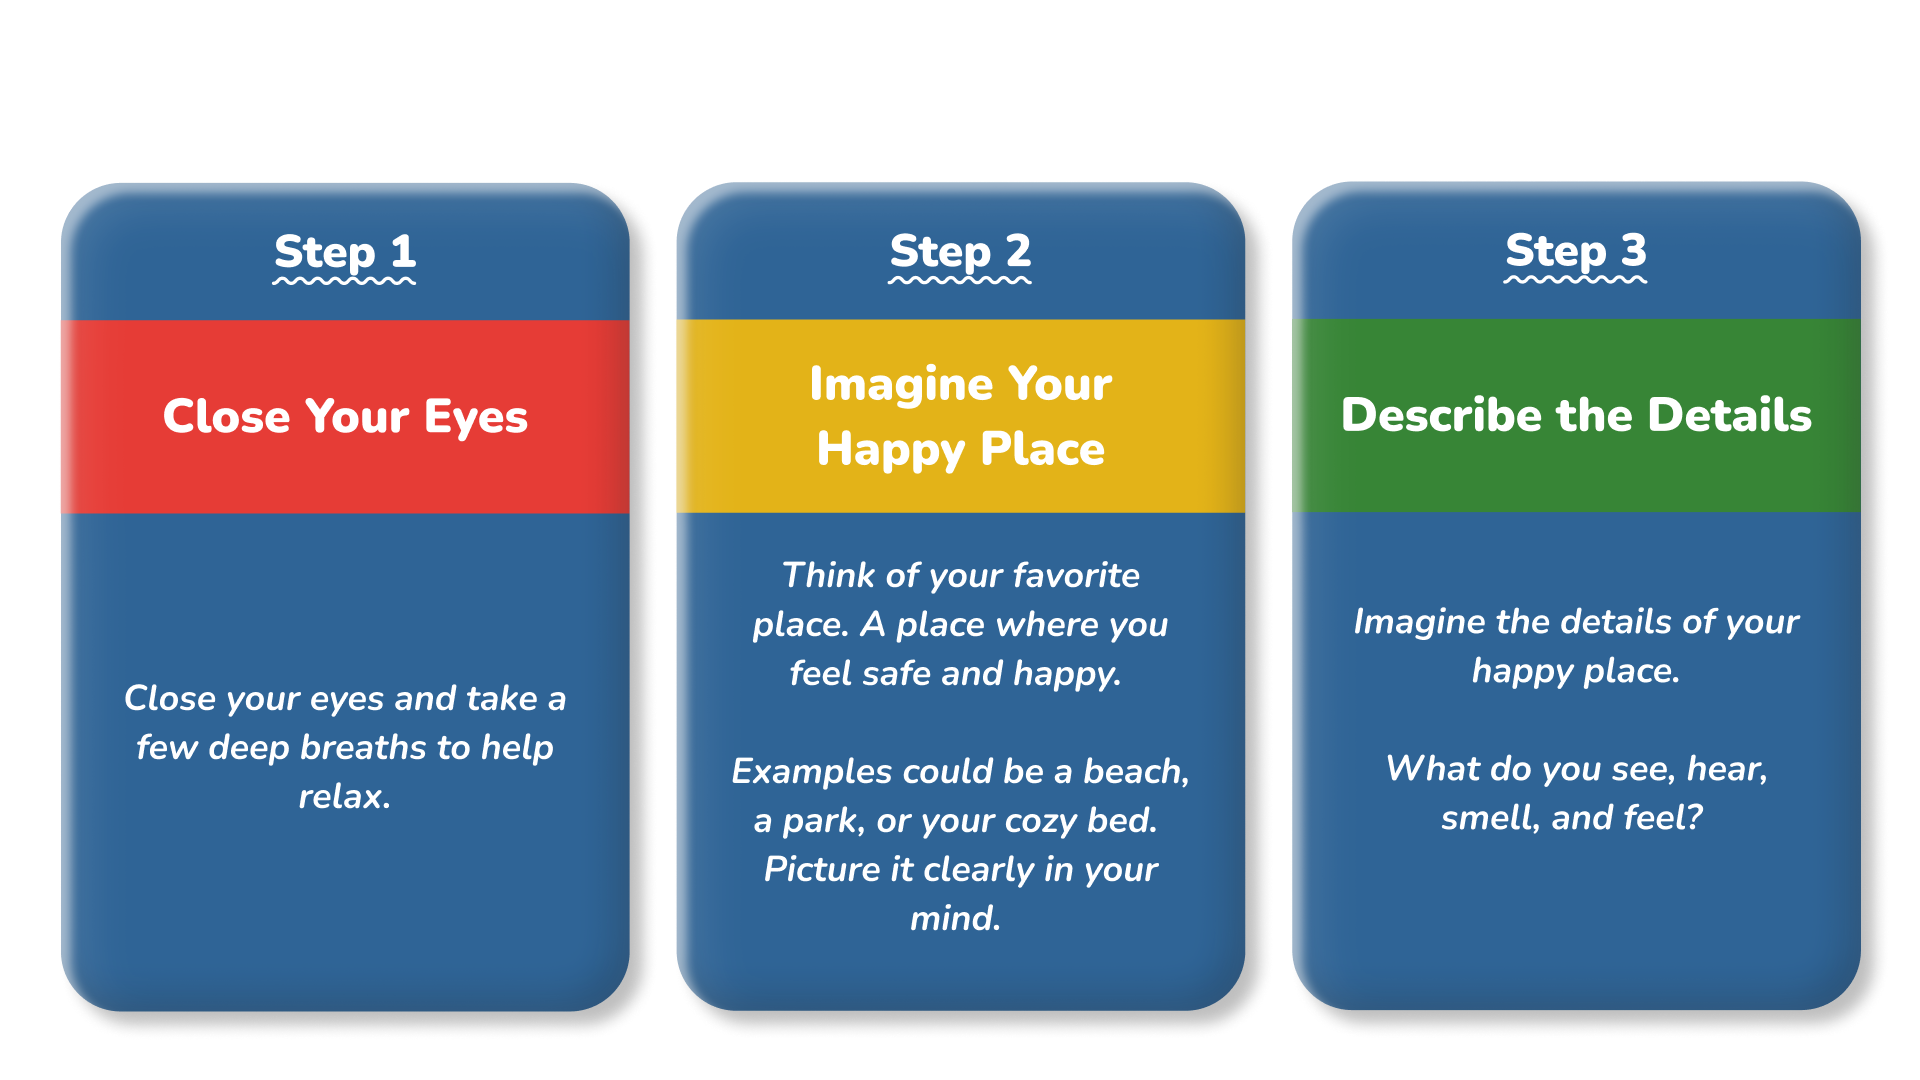 Step 1
Close Your Eyes
Close your eyes and take a
few deep breaths to help
relax.
Step 2
Imagine Your
Happy Place
Think of your favorite
place. A place where you
feel safe and happy.
Examples could be a beach,
a park, or your cozy bed.
Picture it clearly in your
mind.
Step 3
Describe the Details
Imagine the details of your
happy place.
What do you see, hear,
smell, and feel?